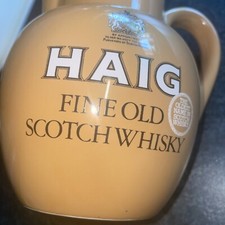 HAIG
FINE OLD
SCOTCH WHISKY